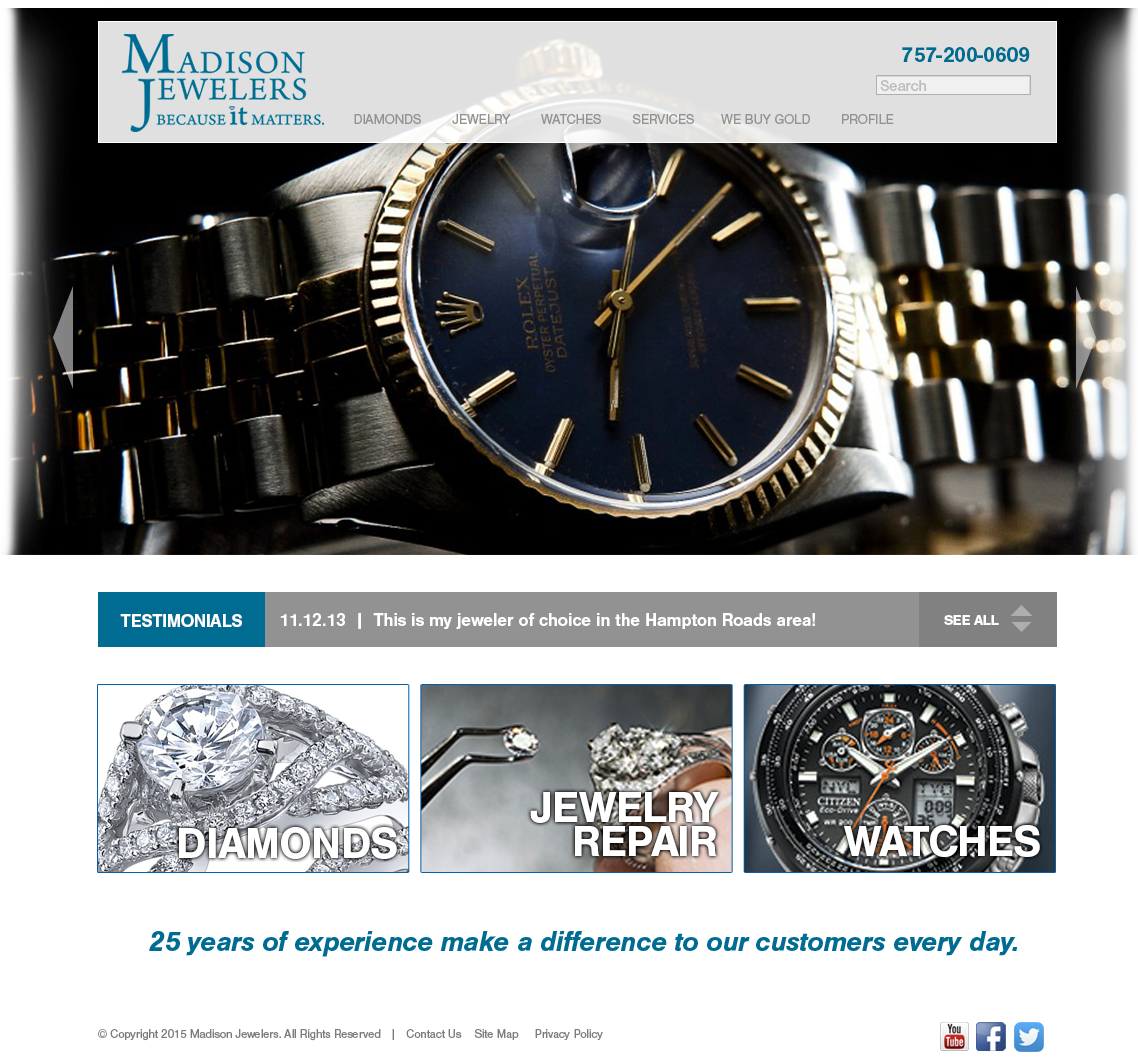 MADISON
JEWELERS
BECAUSE it MATTERS.
757-200-0609
Search
DIAMONDS JEWELRY WATCHES SERVICES WE BUY GOLD PROFILE
ROLEX
OYSTER PERPETUAL
DATEJUST
TESTIMONIALS 11.12.13 | This is my jeweler of choice in the Hampton Roads area! SEE ALL
DIAMONDS
JEWELRY
REPAIR
CITIZEN
Eco-Drive
WATCHES
25 years of experience make a difference to our customers every day.
© Copyright 2015 Madison Jewelers. All Rights Reserved | Contact Us Site Map Privacy Policy
You
Tube